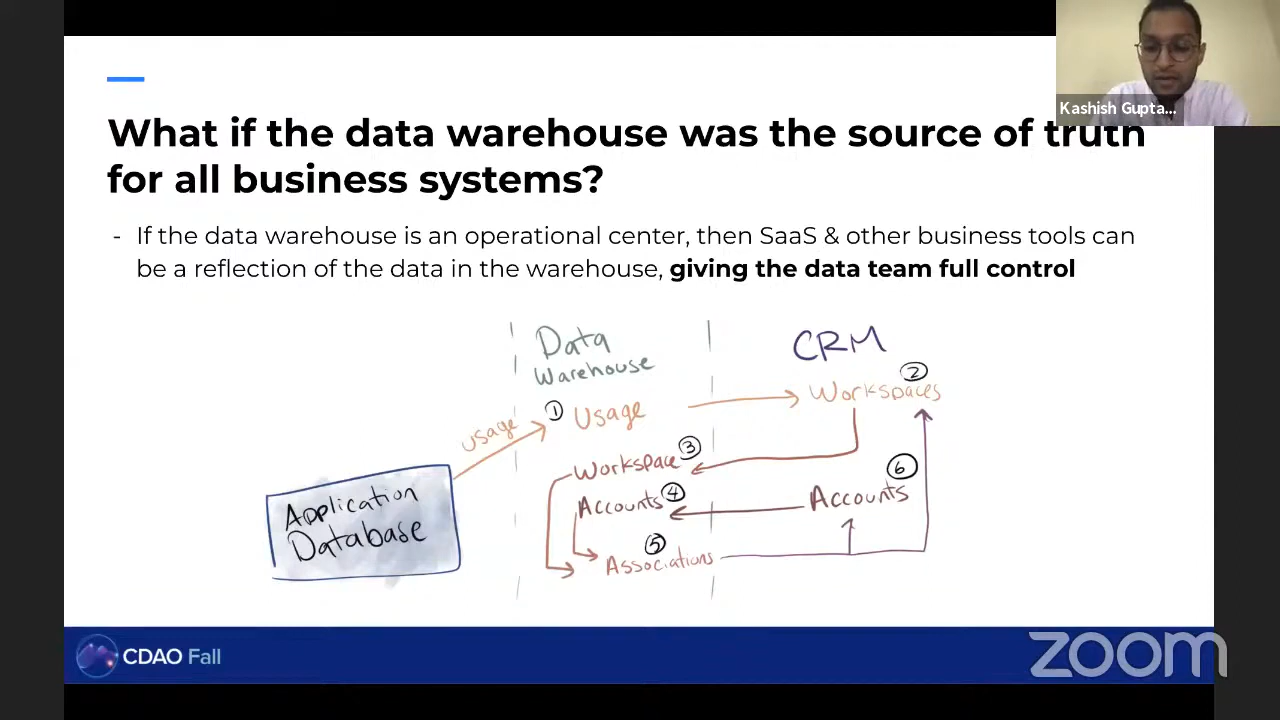 Kashish Gupta...
What if the data warehouse was the source of truth
for all business systems?
- If the data warehouse is an operational center, then SaaS & other business tools can
be a reflection of the data in the warehouse, giving the data team full control
Data
Warehouse
CRM
② Workspaces
① Usage
usage
Workspace ③
Accounts ④
⑥ Accounts
Application
Database
⑤ Associations
CDAO Fall
zoom